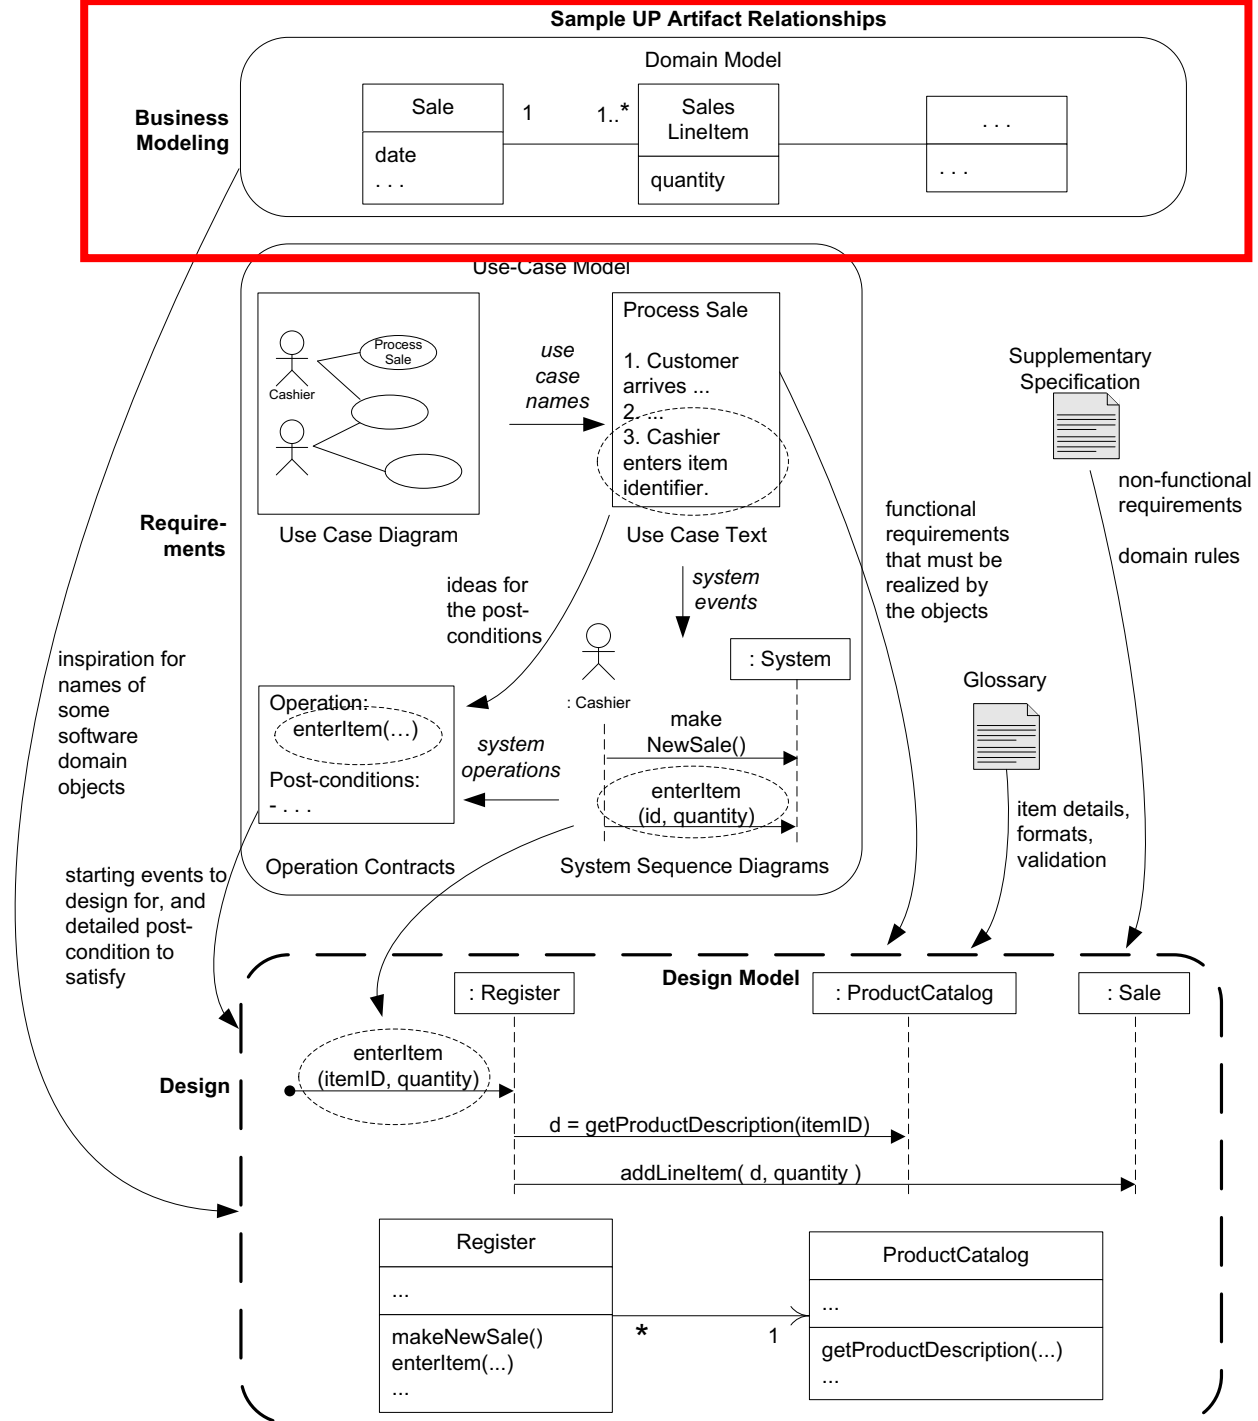 Sample UP Artifact Relationships
Domain Model
Business
Modeling
Sale
1
1..*
Sales
LineItem
. . .
date
. . .
quantity
. . .
Use-Case Model
Process
Sale
Cashier
use
case
names
Process Sale
1. Customer
arrives ...
2. ...
3. Cashier
enters item
identifier.
Supplementary
Specification
Require-
ments
Use Case Diagram
Use Case Text
functional
requirements
that must be
realized by
the objects
non-functional
requirements
domain rules
ideas for
the post-
conditions
system
events
inspiration for
names of
some
software
domain
objects
: System
: Cashier
Glossary
Operation:
enterItem(…)
Post-conditions:
- . . .
system
operations
make
NewSale()
enterItem
(id, quantity)
item details,
formats,
validation
Operation Contracts
System Sequence Diagrams
starting events to
design for, and
detailed post-
condition to
satisfy
Design Model
: Register
: ProductCatalog
: Sale
Design
enterItem
(itemID, quantity)
d = getProductDescription(itemID)
addLineItem( d, quantity )
Register
...
makeNewSale()
enterItem(...)
...
*
1
ProductCatalog
...
getProductDescription(...)
...